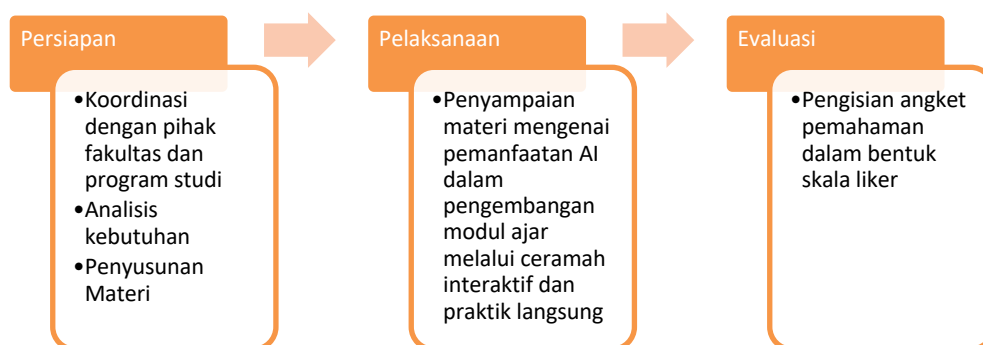 Persiapan
•Koordinasi
dengan pihak
fakultas dan
program studi
•Analisis
kebutuhan
•Penyusunan
Materi
Pelaksanaan
•Penyampaian
materi mengenai
pemanfaatan AI
dalam
pengembangan
modul ajar
melalui ceramah
interaktif dan
praktik langsung
Evaluasi
•Pengisian angket
pemahaman
dalam bentuk
skala liker